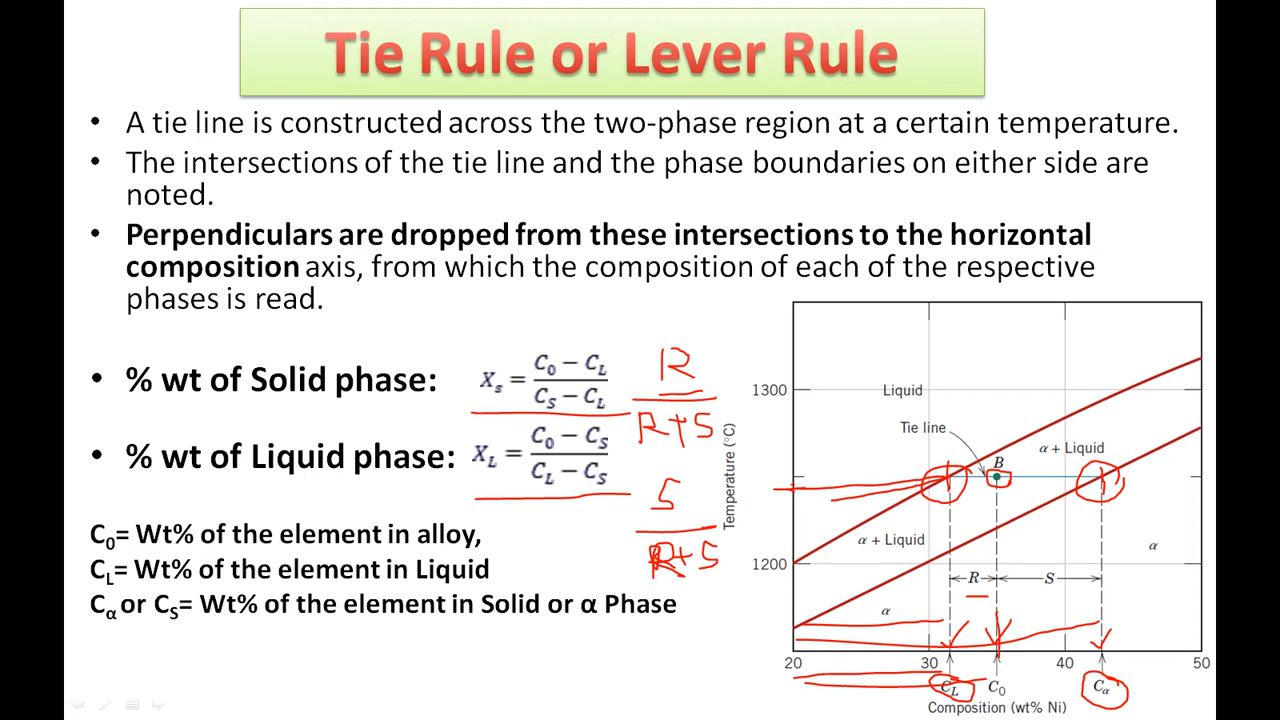 Tie Rule or Lever Rule
• A tie line is constructed across the two-phase region at a certain temperature.
• The intersections of the tie line and the phase boundaries on either side are
noted.
• Perpendiculars are dropped from these intersections to the horizontal
composition axis, from which the composition of each of the respective
phases is read.
• % wt of Solid phase: Xs = (C0 − CL) / (CS − CL) R / R+S
• % wt of Liquid phase: XL = (C0 − CS) / (CL − CS) S / R+S
C0= Wt% of the element in alloy,
CL= Wt% of the element in Liquid
Cα or CS= Wt% of the element in Solid or α Phase
1300
Liquid
Tie line
B
α + Liquid
Temperature (°C)
α + Liquid
α
1200
R
S
α
20
30
40
50
CL
C0
Cα
Composition (wt% Ni)